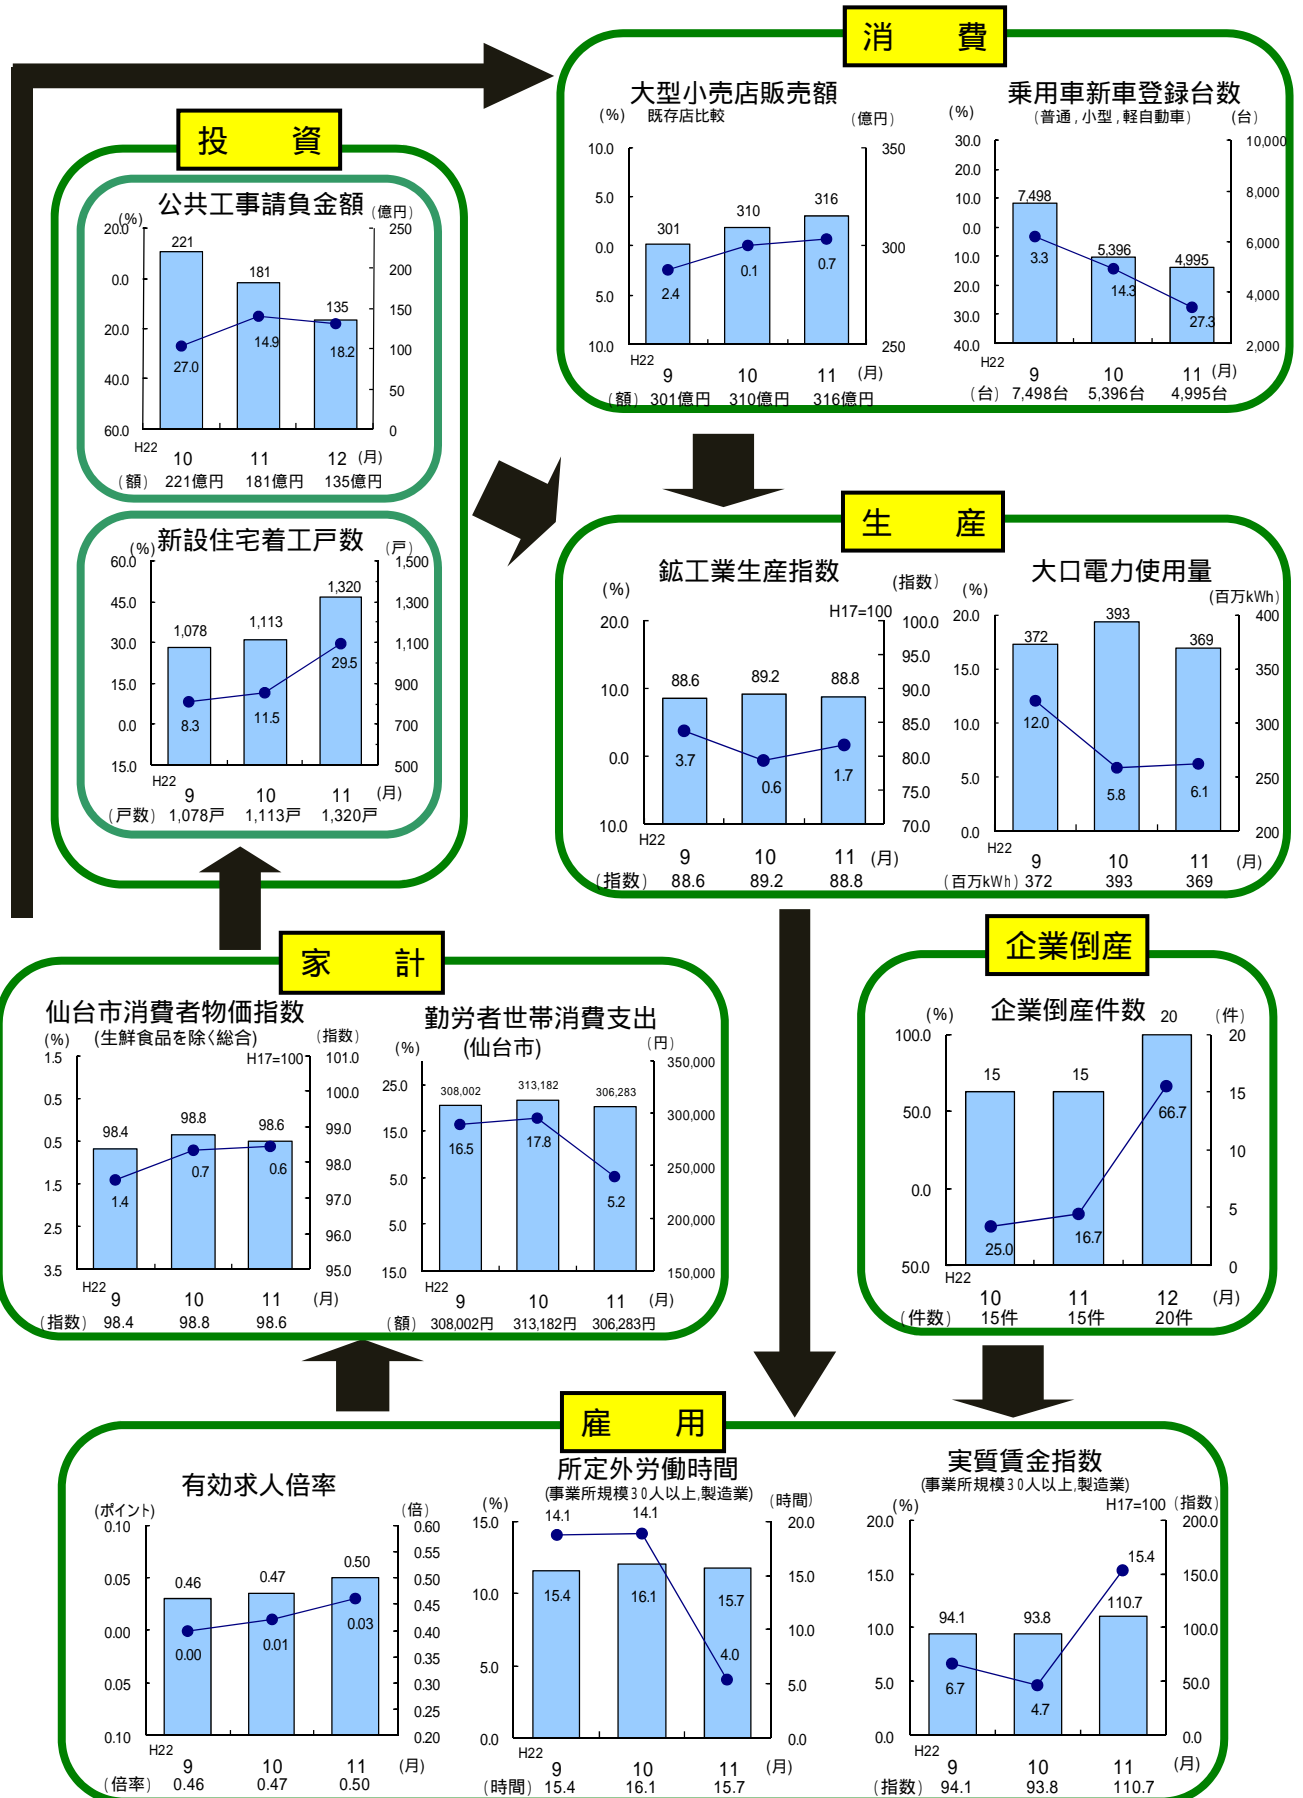 消　費
大型小売店販売額
(%) 既存店比較 (億円)
10.0
5.0
0.0
5.0
10.0
350
300
250
301
310
316
2.4
0.1
0.7
H22
9 10 11 (月)
(額) 301億円 310億円 316億円
乗用車新車登録台数
(普通,小型,軽自動車)
(%) (台)
30.0
20.0
10.0
0.0
10.0
20.0
30.0
40.0
10,000
8,000
6,000
4,000
2,000
7,498
5,396
4,995
3.3
14.3
27.3
H22
9 10 11 (月)
(台) 7,498台 5,396台 4,995台
投　資
公共工事請負金額
(%) (億円)
20.0
0.0
20.0
40.0
60.0
250
200
150
100
50
0
221
181
135
27.0
14.9
18.2
H22
10 11 12 (月)
(額) 221億円 181億円 135億円
新設住宅着工戸数
(%) (戸)
60.0
45.0
30.0
15.0
0.0
15.0
1,500
1,300
1,100
900
700
500
1,078
1,113
1,320
8.3
11.5
29.5
H22
9 10 11 (月)
(戸数) 1,078戸 1,113戸 1,320戸
生　産
鉱工業生産指数
(%) (指数)
H17=100
20.0
10.0
0.0
10.0
100.0
95.0
90.0
85.0
80.0
75.0
70.0
88.6
89.2
88.8
3.7
0.6
1.7
H22
9 10 11 (月)
(指数) 88.6 89.2 88.8
大口電力使用量
(%) (百万kWh)
20.0
15.0
10.0
5.0
0.0
400
350
300
250
200
372
393
369
12.0
5.8
6.1
H22
9 10 11 (月)
(百万kWh) 372 393 369
家　計
仙台市消費者物価指数
(%) (生鮮食品を除く総合) (指数)
H17=100
1.5
0.5
0.5
1.5
2.5
3.5
101.0
100.0
99.0
98.0
97.0
96.0
95.0
98.4
98.8
98.6
1.4
0.7
0.6
H22
9 10 11 (月)
(指数) 98.4 98.8 98.6
勤労者世帯消費支出
(%) (仙台市) (円)
25.0
15.0
5.0
5.0
15.0
350,000
300,000
250,000
200,000
150,000
308,002
313,182
306,283
16.5
17.8
5.2
H22
9 10 11 (月)
(額) 308,002円 313,182円 306,283円
企業倒産
企業倒産件数
(%) (件)
100.0
50.0
0.0
50.0
20
15
10
5
0
15
15
20
25.0
16.7
66.7
H22
10 11 12 (月)
(件数) 15件 15件 20件
雇　用
有効求人倍率
(ポイント) (倍)
0.10
0.05
0.00
0.05
0.10
0.60
0.55
0.50
0.45
0.40
0.35
0.30
0.25
0.20
0.46
0.47
0.50
0.00
0.01
0.03
H22
9 10 11 (月)
(倍率) 0.46 0.47 0.50
所定外労働時間
(事業所規模30人以上,製造業)
(%) (時間)
15.0
10.0
5.0
0.0
20.0
15.0
10.0
5.0
0.0
14.1
14.1
4.0
15.4
16.1
15.7
H22
9 10 11 (月)
(時間) 15.4 16.1 15.7
実質賃金指数
(事業所規模30人以上,製造業)
(%) H17=100 (指数)
20.0
15.0
10.0
5.0
0.0
200.0
150.0
100.0
50.0
0.0
94.1
93.8
110.7
6.7
4.7
15.4
H22
9 10 11 (月)
(指数) 94.1 93.8 110.7